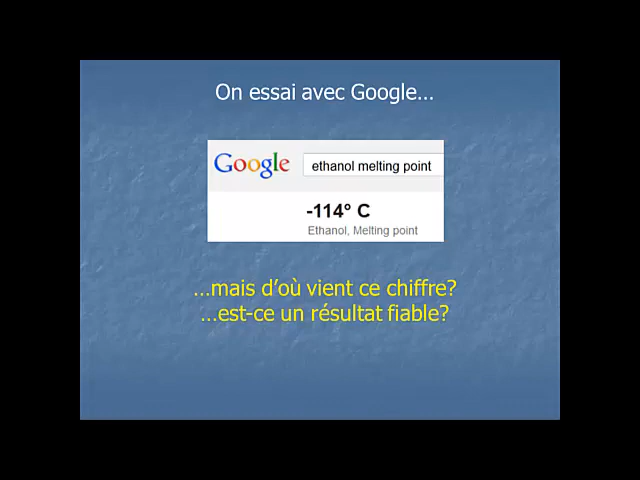 On essai avec Google...
Google ethanol melting point
-114° C
Ethanol, Melting point
...mais d'où vient ce chiffre?
...est-ce un résultat fiable?